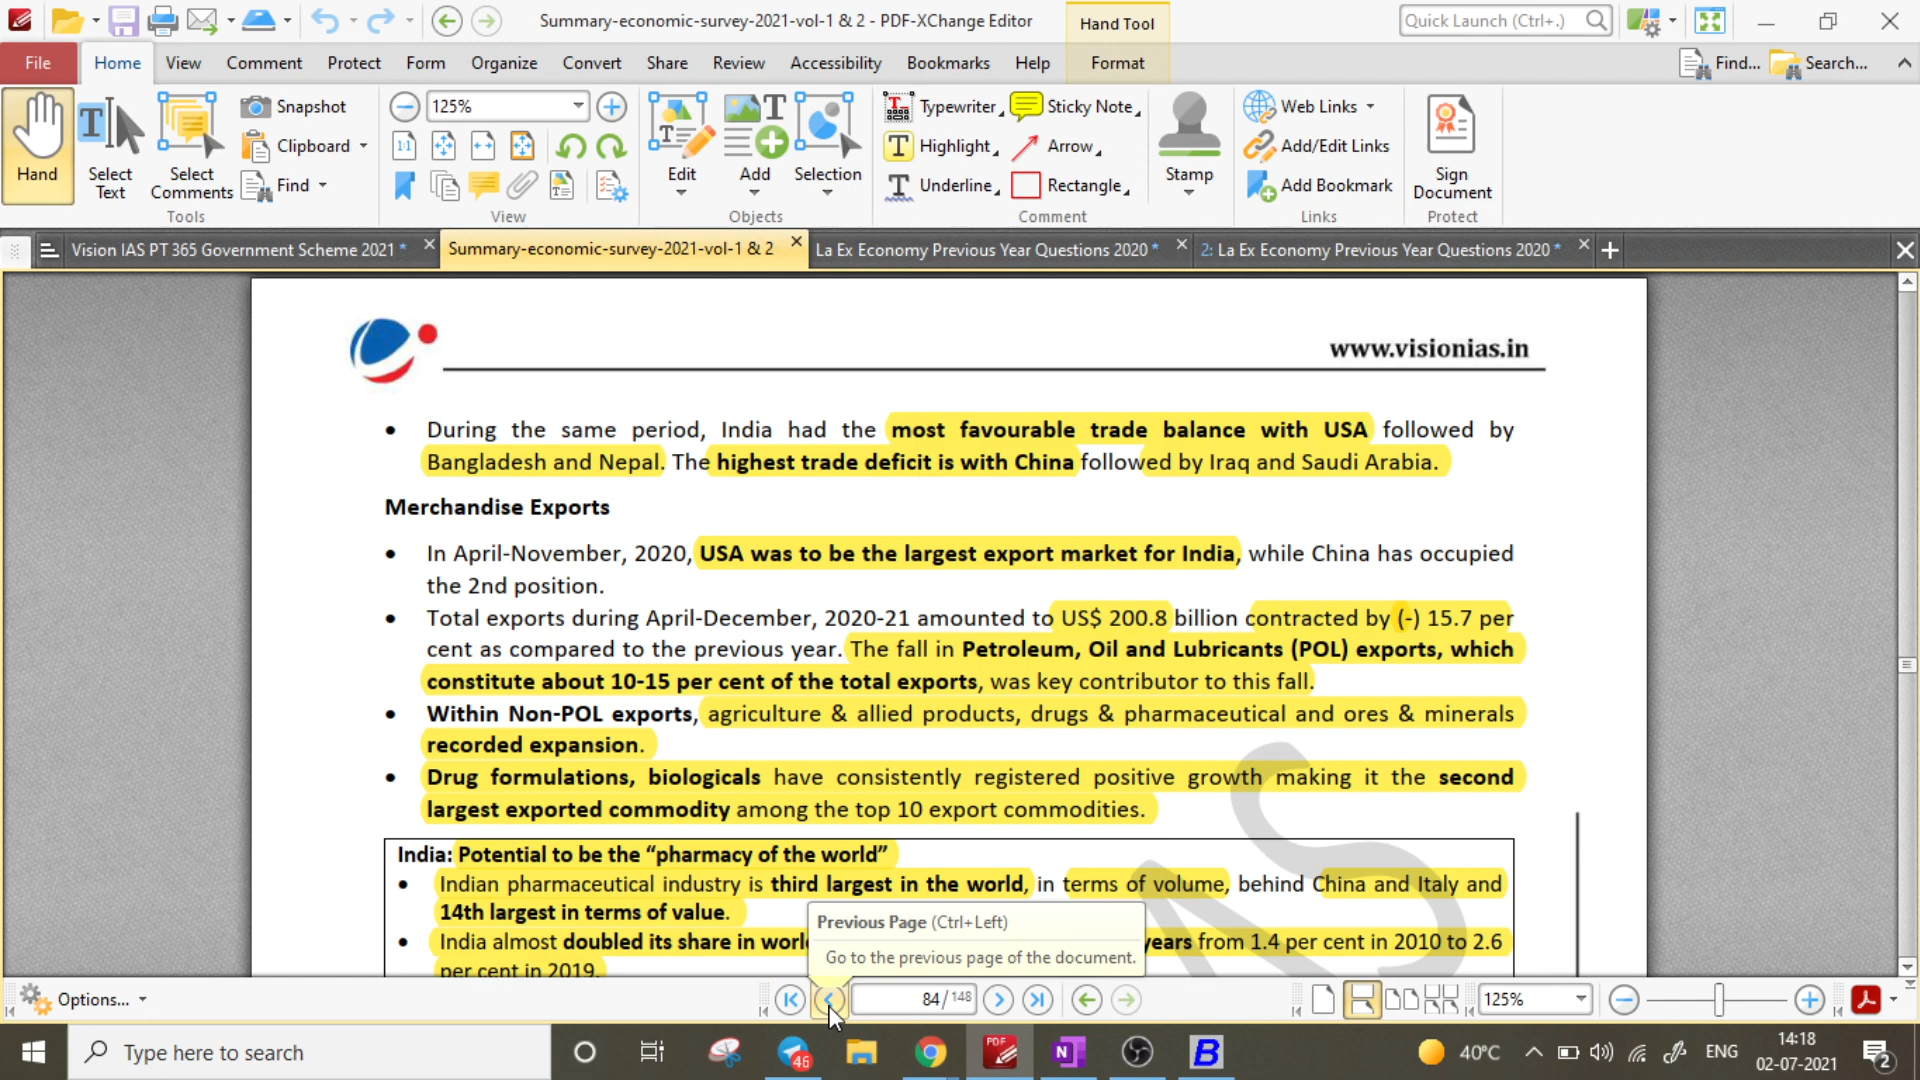 Summary-economic-survey-2021-vol-1 & 2 - PDF-XChange Editor
Hand Tool
Quick Launch (Ctrl+.)
File
Home
View
Comment
Protect
Form
Organize
Convert
Share
Review
Accessibility
Bookmarks
Help
Format
Find...
Search...
Hand
Select Text
Select Comments
Snapshot
Clipboard
Find
Tools
125%
View
Edit
Add
Selection
Objects
Typewriter
Sticky Note
Highlight
Arrow
Underline
Rectangle
Stamp
Comment
Web Links
Add/Edit Links
Add Bookmark
Links
Sign Document
Protect
Vision IAS PT 365 Government Scheme 2021 *
Summary-economic-survey-2021-vol-1 & 2
La Ex Economy Previous Year Questions 2020 *
2: La Ex Economy Previous Year Questions 2020 *
www.visionias.in
• During the same period, India had the most favourable trade balance with USA followed by
Bangladesh and Nepal. The highest trade deficit is with China followed by Iraq and Saudi Arabia.
Merchandise Exports
• In April-November, 2020, USA was to be the largest export market for India, while China has occupied
the 2nd position.
• Total exports during April-December, 2020-21 amounted to US$ 200.8 billion contracted by (-) 15.7 per
cent as compared to the previous year. The fall in Petroleum, Oil and Lubricants (POL) exports, which
constitute about 10-15 per cent of the total exports, was key contributor to this fall.
• Within Non-POL exports, agriculture & allied products, drugs & pharmaceutical and ores & minerals
recorded expansion.
• Drug formulations, biologicals have consistently registered positive growth making it the second
largest exported commodity among the top 10 export commodities.
India: Potential to be the “pharmacy of the world”
• Indian pharmaceutical industry is third largest in the world, in terms of volume, behind China and Italy and
14th largest in terms of value.
• India almost doubled its share in worl
years from 1.4 per cent in 2010 to 2.6
per cent in 2019.
Previous Page (Ctrl+Left)
Go to the previous page of the document.
Options...
84 / 148
125%
Type here to search
46
PDF
N
B
40°C
ENG
14:18
02-07-2021
2